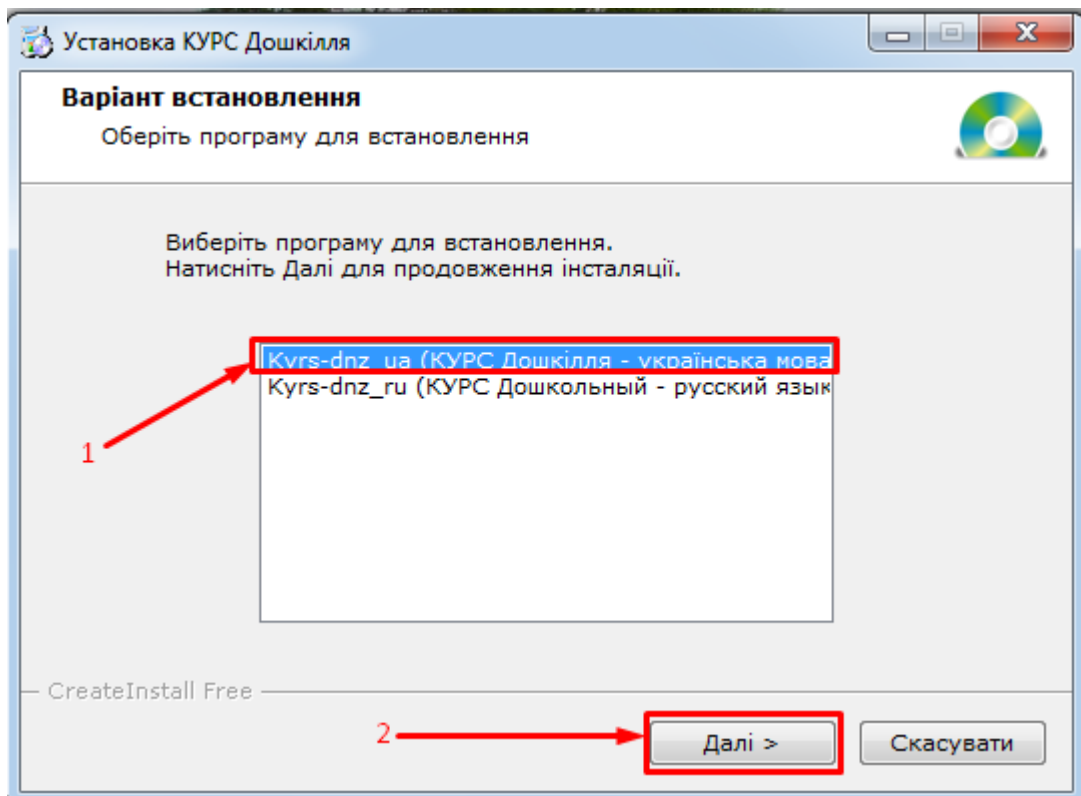 Установка КУРС Дошкілля
Варіант встановлення
Оберіть програму для встановлення
Виберіть програму для встановлення.
Натисніть Далі для продовження інсталяції.
Kyrs-dnz_ua (КУРС Дошкілля - українська мова
Kyrs-dnz_ru (КУРС Дошкольный - русский язык
1
CreateInstall Free
2
Далі >
Скасувати